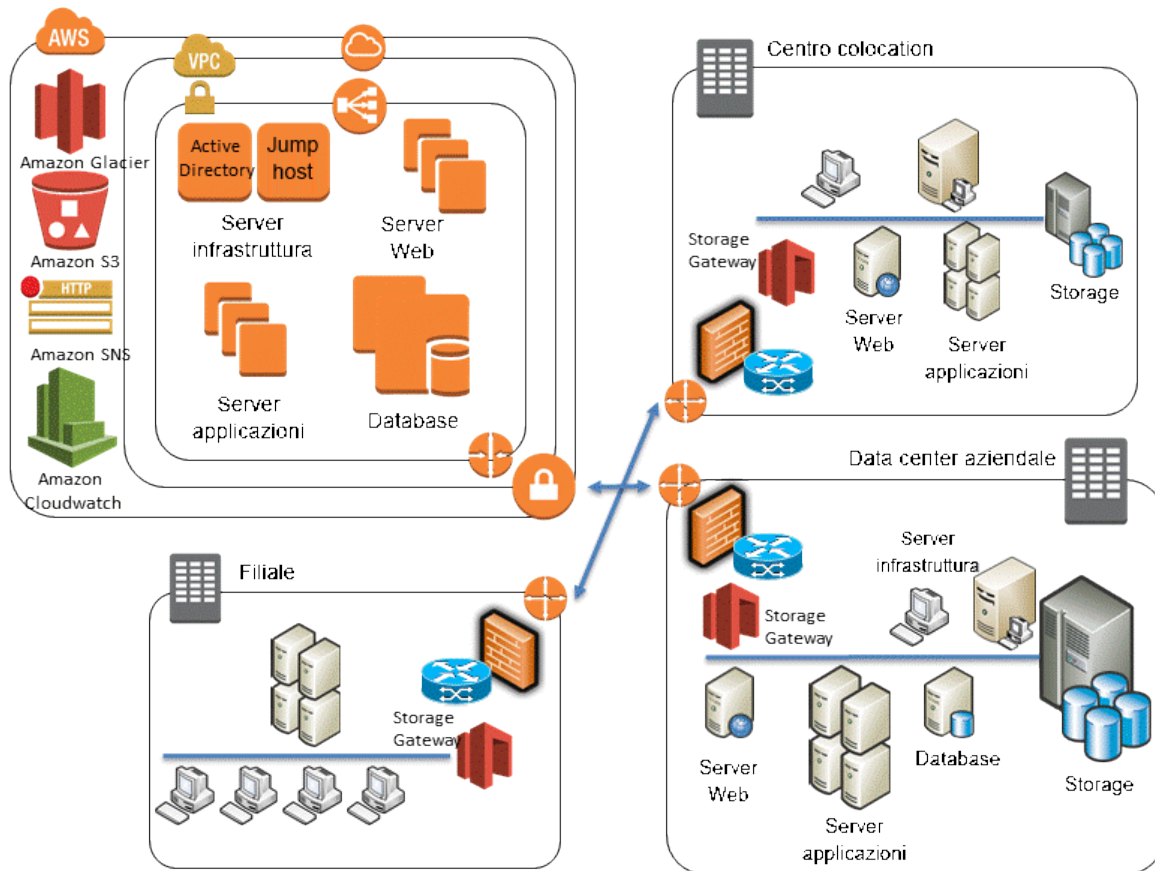 AWS
VPC
Amazon Glacier
Amazon S3
HTTP
Amazon SNS
Amazon
Cloudwatch
Active
Directory
Jump
host
Server
infrastruttura
Server
Web
Server
applicazioni
Database
Centro colocation
Storage
Gateway
Server
Web
Server
applicazioni
Storage
Data center aziendale
Server
infrastruttura
Storage
Gateway
Server
Web
Server
applicazioni
Database
Storage
Filiale
Storage
Gateway